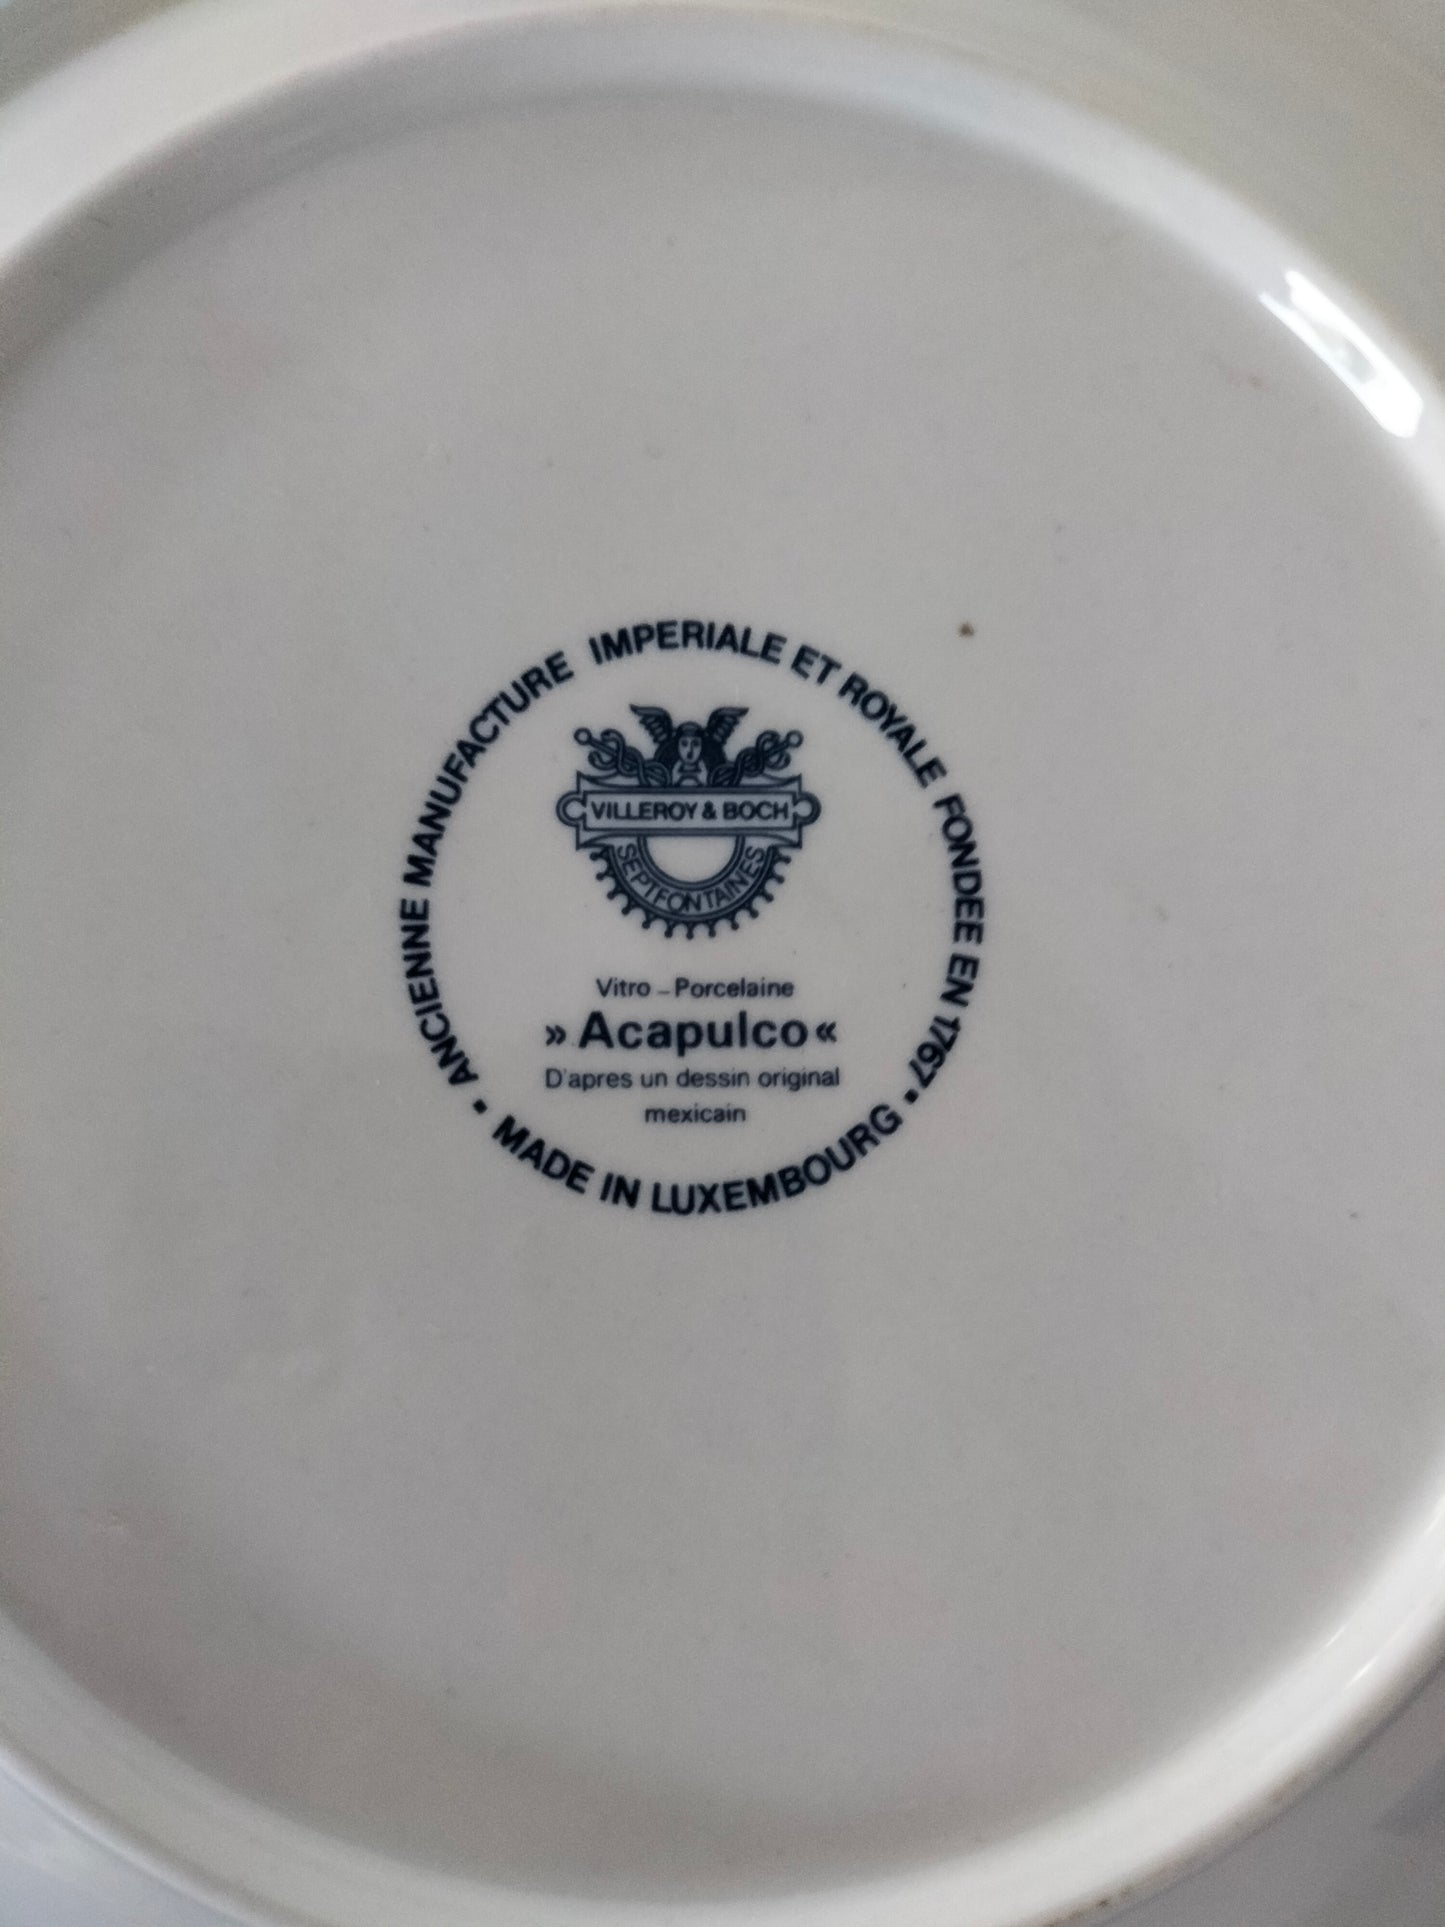 ANCIENNE MANUFACTURE IMPERIALE ET ROYALE FONDEE EN 1767 •
MADE IN LUXEMBOURG •
VILLEROY & BOCH
SEPTFONTAINES
Vitro - Porcelaine
» Acapulco «
D'apres un dessin original
mexicain